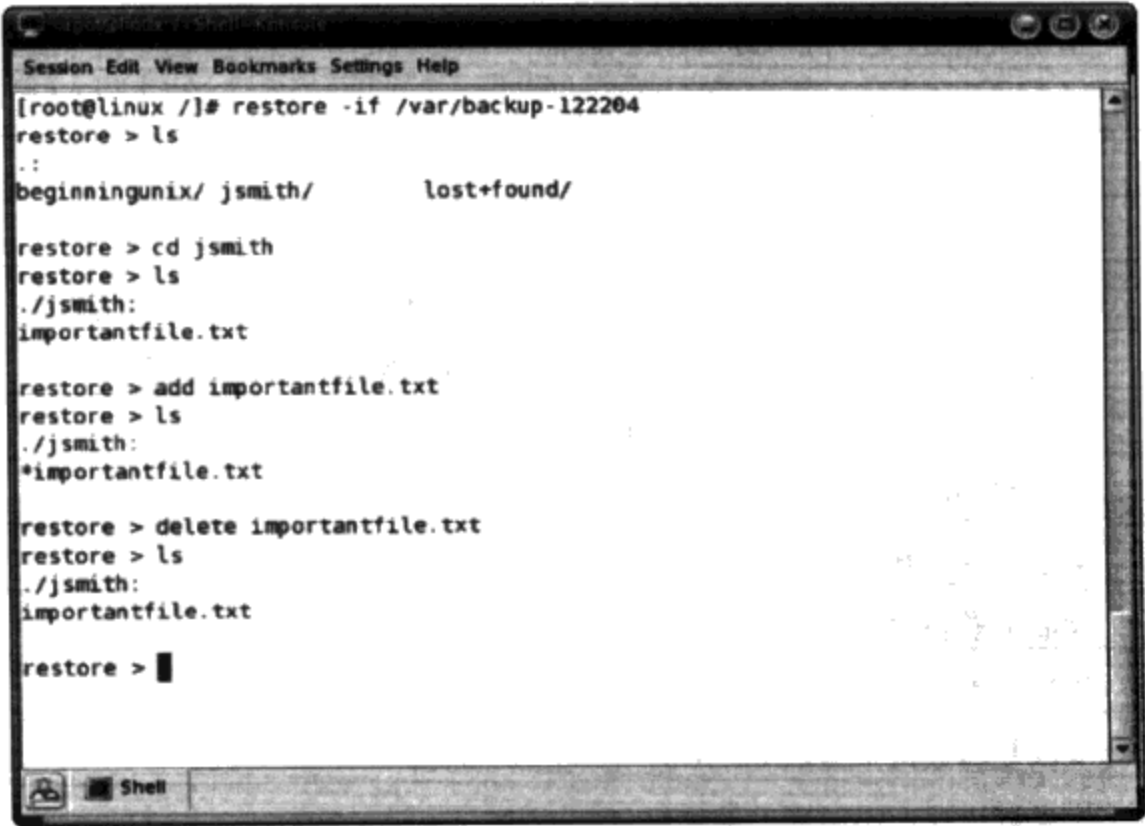 Session Edit View Bookmarks Settings Help
[root@linux /]# restore -if /var/backup-122204
restore > ls
.:
beginningunix/ jsmith/        lost+found/
restore > cd jsmith
restore > ls
./jsmith:
importantfile.txt
restore > add importantfile.txt
restore > ls
./jsmith:
*importantfile.txt
restore > delete importantfile.txt
restore > ls
./jsmith:
importantfile.txt
restore >
Shell